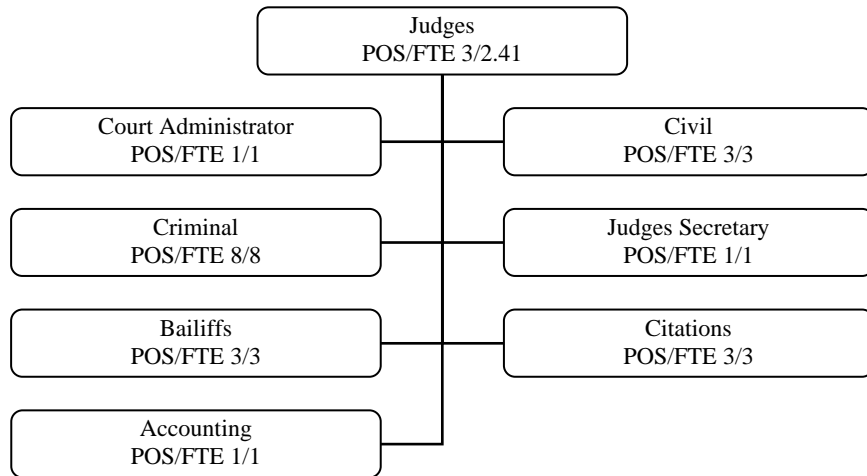 Judges
POS/FTE 3/2.41
Court Administrator
POS/FTE 1/1
Civil
POS/FTE 3/3
Criminal
POS/FTE 8/8
Judges Secretary
POS/FTE 1/1
Bailiffs
POS/FTE 3/3
Citations
POS/FTE 3/3
Accounting
POS/FTE 1/1